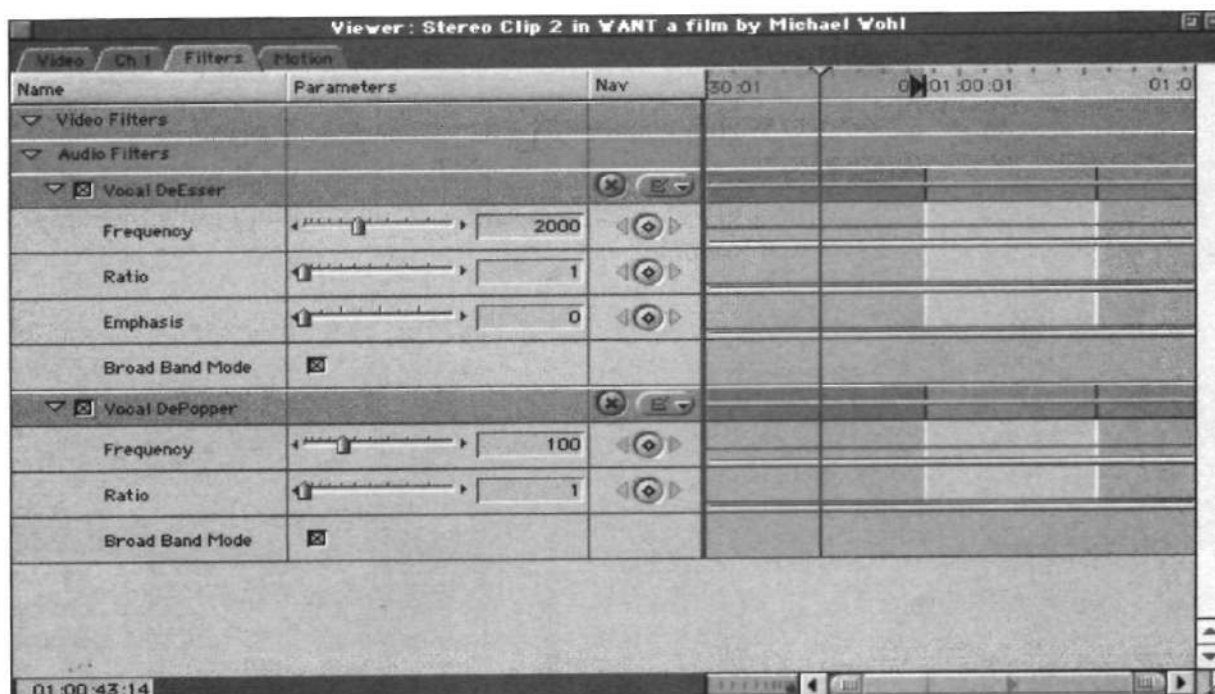 Viewer: Stereo Clip 2 in WANT a film by Michael Wohl
Video Ch 1 Filters Motion
Name Parameters Nav 30:01 01:00:01 01:0
Video Filters
Audio Filters
Vocal DeEsser
Frequency 2000
Ratio 1
Emphasis 0
Broad Band Mode
Vocal DePopper
Frequency 100
Ratio 1
Broad Band Mode
01:00:43:14